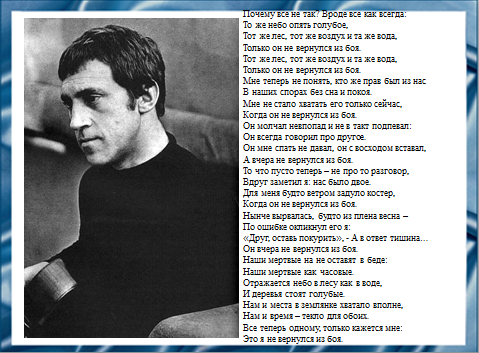 Почему все не так? Вроде все как всегда:
То же небо опять голубое,
Тот же лес, тот же воздух и та же вода,
Только он не вернулся из боя.
Тот же лес, тот же воздух и та же вода,
Только он не вернулся из боя.
Мне теперь не понять, кто же прав был из нас
В наших спорах без сна и покоя.
Мне не стало хватать его только сейчас,
Когда он не вернулся из боя.
Он молчал невпопад и не в такт подпевал:
Он всегда говорил про другое.
Он мне спать не давал, он с восходом вставал,
А вчера не вернулся из боя.
То что пусто теперь – не про то разговор,
Вдруг заметил я: нас было двое.
Для меня будто ветром задуло костер,
Когда он не вернулся из боя.
Нынче вырвалась, будто из плена весна –
По ошибке окликнул его я:
«Друг, оставь покурить», - А в ответ тишина…
Он вчера не вернулся из боя.
Наши мертвые на не оставят в беде:
Наши мертвые как часовые.
Отражается небо в лесу как в воде,
И деревья стоят голубые.
Нам и места в землянке хватало вполне,
Нам и время – текло для обоих.
Все теперь одному, только кажется мне:
Это я не вернулся из боя.